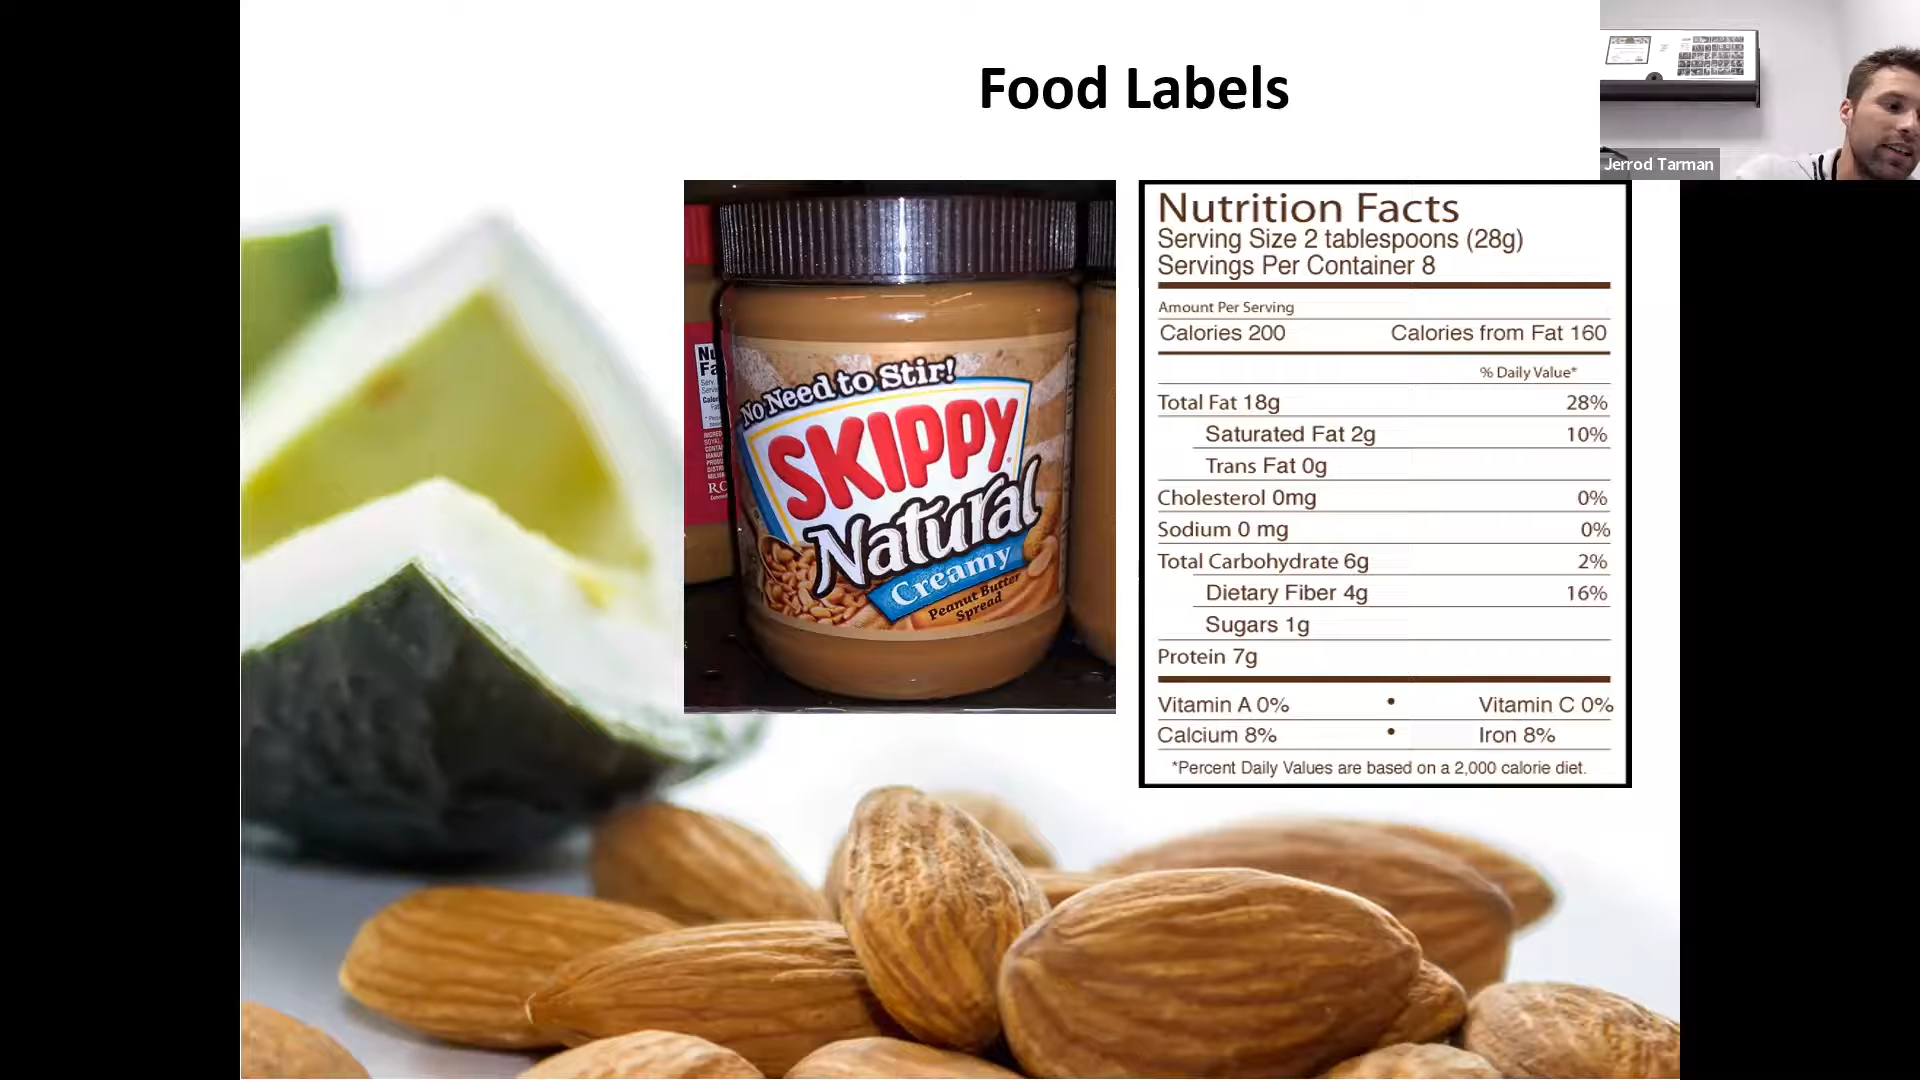 Food Labels
Jerrod Tarman
No Need to Stir!
SKIPPY
Natural
Creamy
Peanut Butter
Spread
Nutrition Facts
Serving Size 2 tablespoons (28g)
Servings Per Container 8
Amount Per Serving
Calories 200 Calories from Fat 160
% Daily Value*
Total Fat 18g 28%
Saturated Fat 2g 10%
Trans Fat 0g
Cholesterol 0mg 0%
Sodium 0 mg 0%
Total Carbohydrate 6g 2%
Dietary Fiber 4g 16%
Sugars 1g
Protein 7g
Vitamin A 0% • Vitamin C 0%
Calcium 8% • Iron 8%
*Percent Daily Values are based on a 2,000 calorie diet.